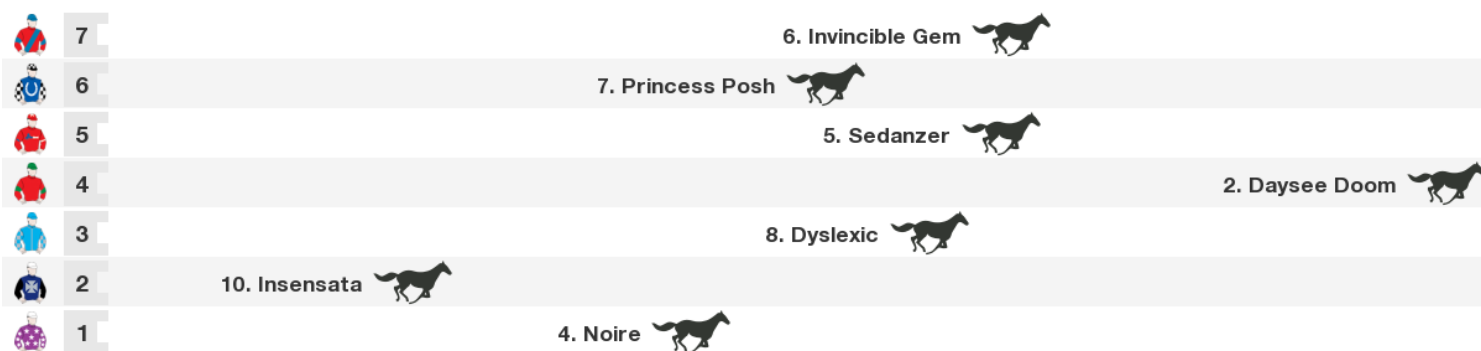 7 6. Invincible Gem
6 7. Princess Posh
5 5. Sedanzer
4 2. Daysee Doom
3 8. Dyslexic
2 10. Insensata
1 4. Noire